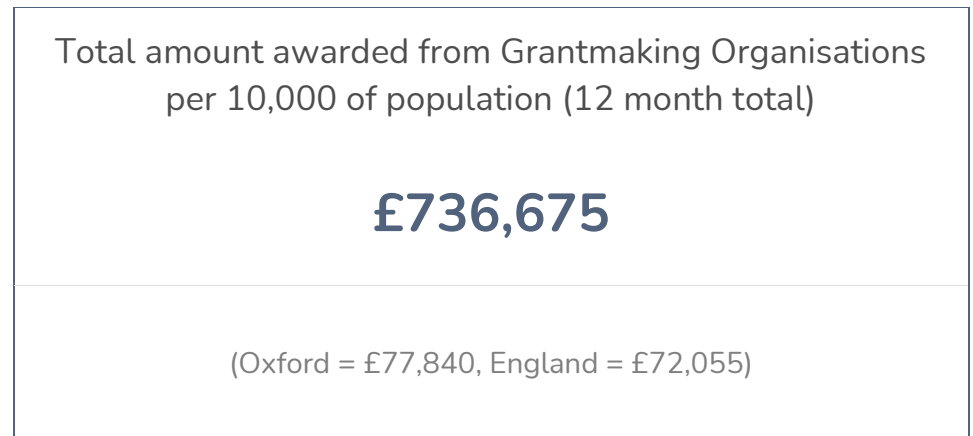 Total amount awarded from Grantmaking Organisations
per 10,000 of population (12 month total)
£736,675
(Oxford = £77,840, England = £72,055)